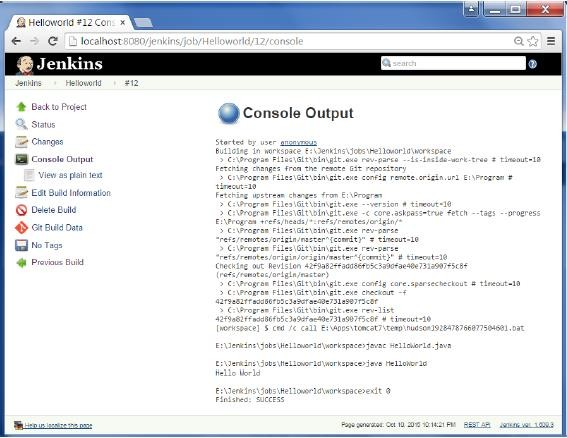 Helloworld #12 Cons
localhost:8080/jenkins/job/Helloworld/12/console
Jenkins
search
Jenkins › Helloworld › #12
Back to Project
Status
Changes
Console Output
View as plain text
Edit Build Information
Delete Build
Git Build Data
No Tags
Previous Build
Console Output
Started by user anonymous
Building in workspace E:\Jenkins\jobs\Helloworld\workspace
> C:\Program Files\Git\bin\git.exe rev-parse --is-inside-work-tree # timeout=10
Fetching changes from the remote Git repository
> C:\Program Files\Git\bin\git.exe config remote.origin.url E:\Program #
timeout=10
Fetching upstream changes from E:\Program
> C:\Program Files\Git\bin\git.exe --version # timeout=10
> C:\Program Files\Git\bin\git.exe -c core.askpass=true fetch --tags --progress
E:\Program +refs/heads/*:refs/remotes/origin/*
> C:\Program Files\Git\bin\git.exe rev-parse
"refs/remotes/origin/master^{commit}" # timeout=10
> C:\Program Files\Git\bin\git.exe rev-parse
"refs/remotes/origin/origin/master^{commit}" # timeout=10
Checking out Revision 42f9a82ffadd86fb5c3a9dfae40e731a907f5c8f
(refs/remotes/origin/master)
> C:\Program Files\Git\bin\git.exe config core.sparsecheckout # timeout=10
> C:\Program Files\Git\bin\git.exe checkout -f
42f9a82ffadd86fb5c3a9dfae40e731a907f5c8f
> C:\Program Files\Git\bin\git.exe rev-list
42f9a82ffadd86fb5c3a9dfae40e731a907f5c8f # timeout=10
[workspace] $ cmd /c call E:\Apps\tomcat7\temp\hudson1928478766077504601.bat
E:\Jenkins\jobs\Helloworld\workspace>javac HelloWorld.java
E:\Jenkins\jobs\Helloworld\workspace>java HelloWorld
Hello World
E:\Jenkins\jobs\Helloworld\workspace>exit 0
Finished: SUCCESS
Help us localize this page
Page generated: Oct 10, 2015 10:14:21 PM
REST API
Jenkins ver. 1.609.3